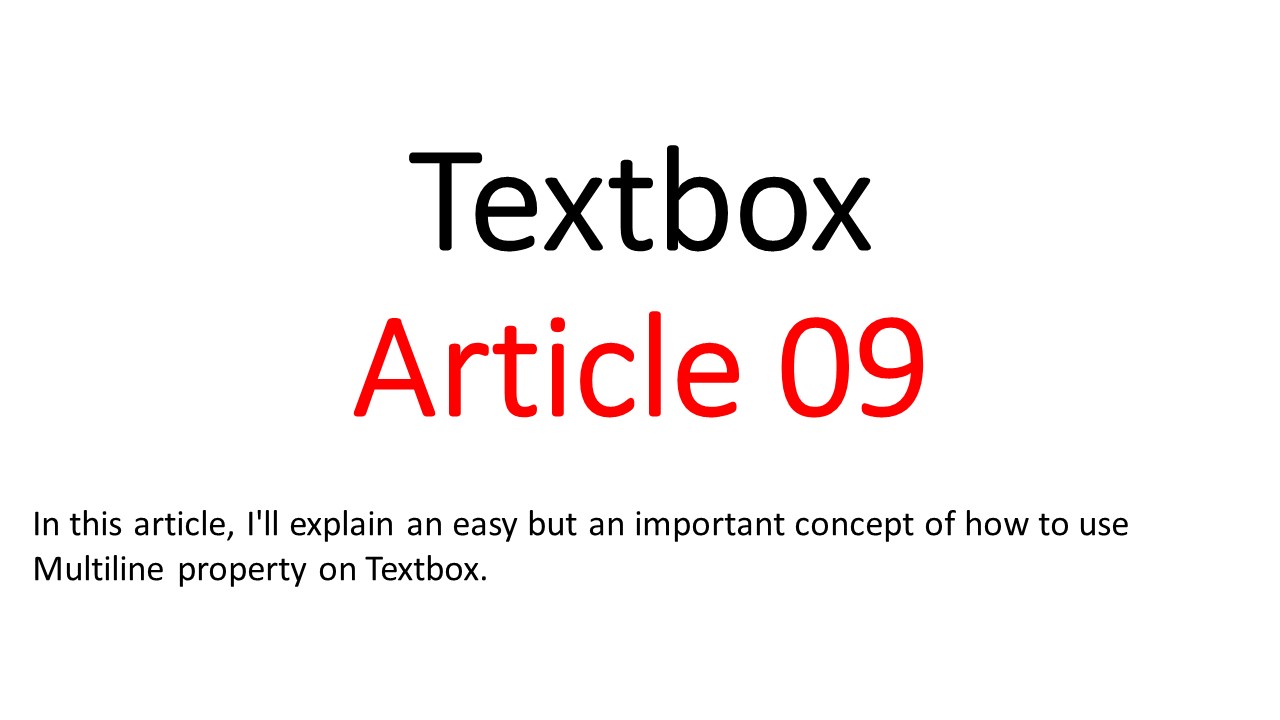 Textbox
Article 09
In this article, I'll explain an easy but an important concept of how to use
Multiline property on Textbox.